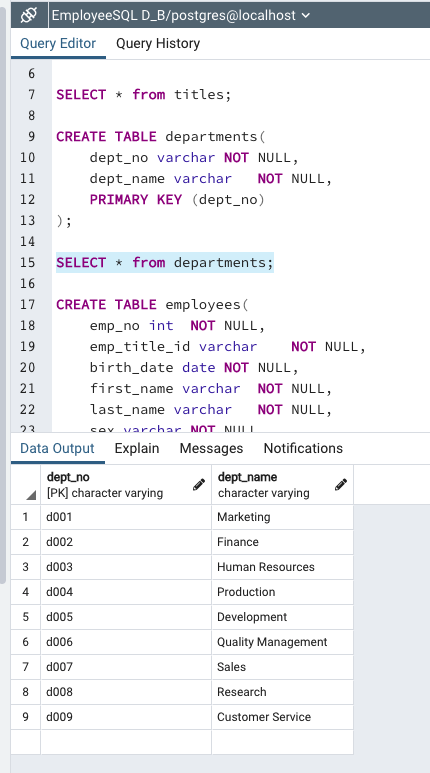 EmployeeSQL D_B/postgres@localhost
Query Editor Query History
6
7 SELECT * from titles;
8
9 CREATE TABLE departments(
10 dept_no varchar NOT NULL,
11 dept_name varchar NOT NULL,
12 PRIMARY KEY (dept_no)
13 );
14
15 SELECT * from departments;
16
17 CREATE TABLE employees(
18 emp_no int NOT NULL,
19 emp_title_id varchar NOT NULL,
20 birth_date date NOT NULL,
21 first_name varchar NOT NULL,
22 last_name varchar NOT NULL,
23 sex varchar NOT NULL
Data Output Explain Messages Notifications
dept_no dept_name
[PK] character varying character varying
1 d001 Marketing
2 d002 Finance
3 d003 Human Resources
4 d004 Production
5 d005 Development
6 d006 Quality Management
7 d007 Sales
8 d008 Research
9 d009 Customer Service